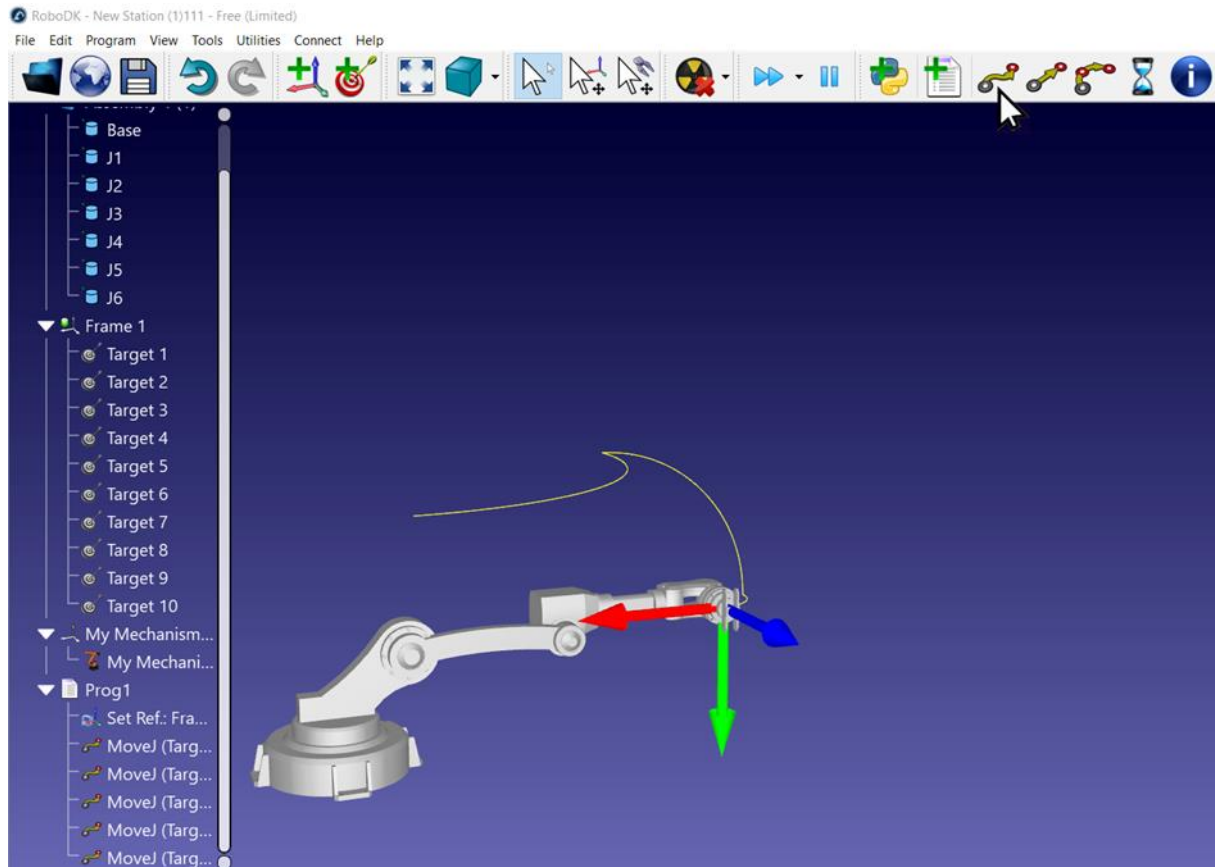 RoboDK - New Station (1)111 - Free (Limited)
File Edit Program View Tools Utilities Connect Help
Base
J1
J2
J3
J4
J5
J6
Frame 1
Target 1
Target 2
Target 3
Target 4
Target 5
Target 6
Target 7
Target 8
Target 9
Target 10
My Mechanism...
My Mechani...
Prog1
Set Ref.: Fra...
MoveJ (Targ...
MoveJ (Targ...
MoveJ (Targ...
MoveJ (Targ...
MoveJ (Targ...